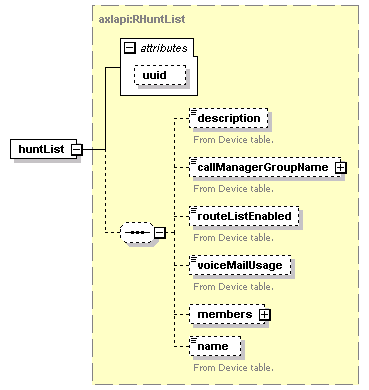 axlapi:RHuntList
attributes
uuid
huntList
description
From Device table.
callManagerGroupName
From Device table.
routeListEnabled
From Device table.
voiceMailUsage
From Device table.
members
name
From Device table.